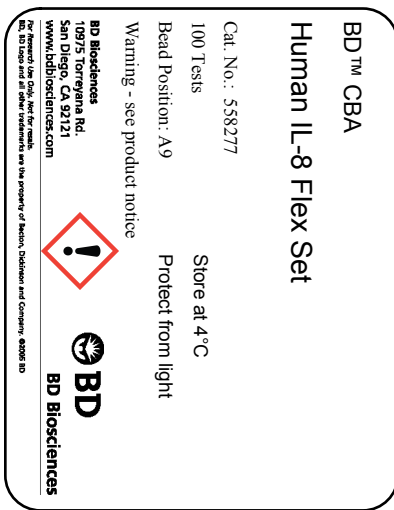 BD™ CBA
Human IL-8 Flex Set
Cat. No.: 558277
100 Tests
Store at 4°C
Bead Position: A9
Protect from light
Warning - see product notice
BD Biosciences
10975 Torreyana Rd.
San Diego, CA 92121
www.bdbiosciences.com
BD
BD Biosciences
For Research Use Only. Not for resale.
BD, BD Logo and all other trademarks are the property of Becton, Dickinson and Company. ©2005 BD